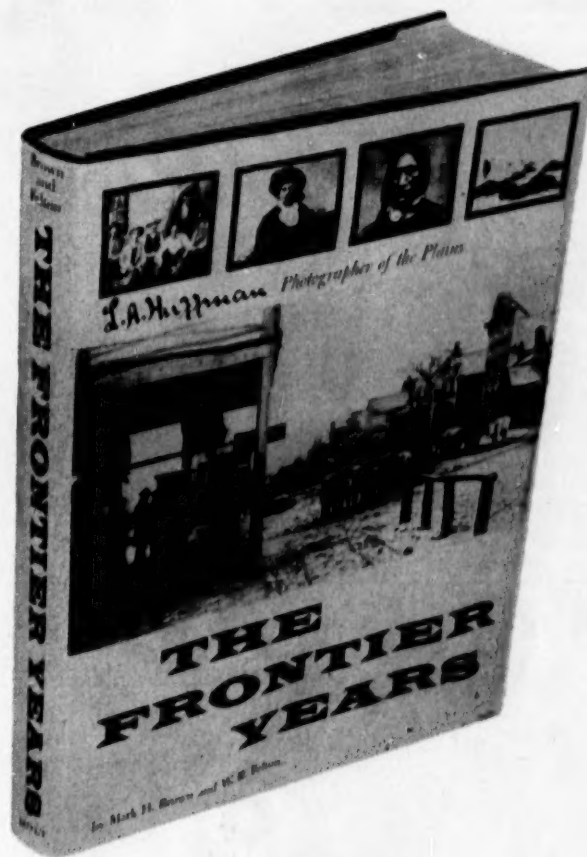 Brown
and
Felton
THE FRONTIER YEARS
L.A. Huffman Photographer of the Plains
THE
FRONTIER
YEARS
by Mark H. Brown and W. R. Felton